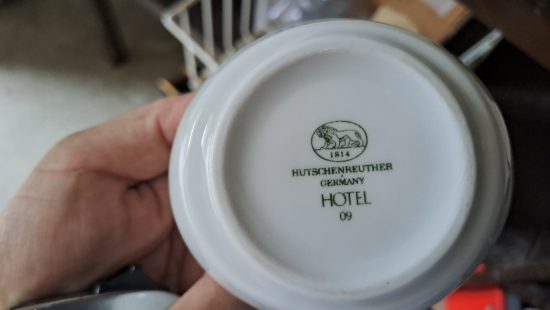 1814
HUTSCHENREUTHER
GERMANY
HOTEL
09